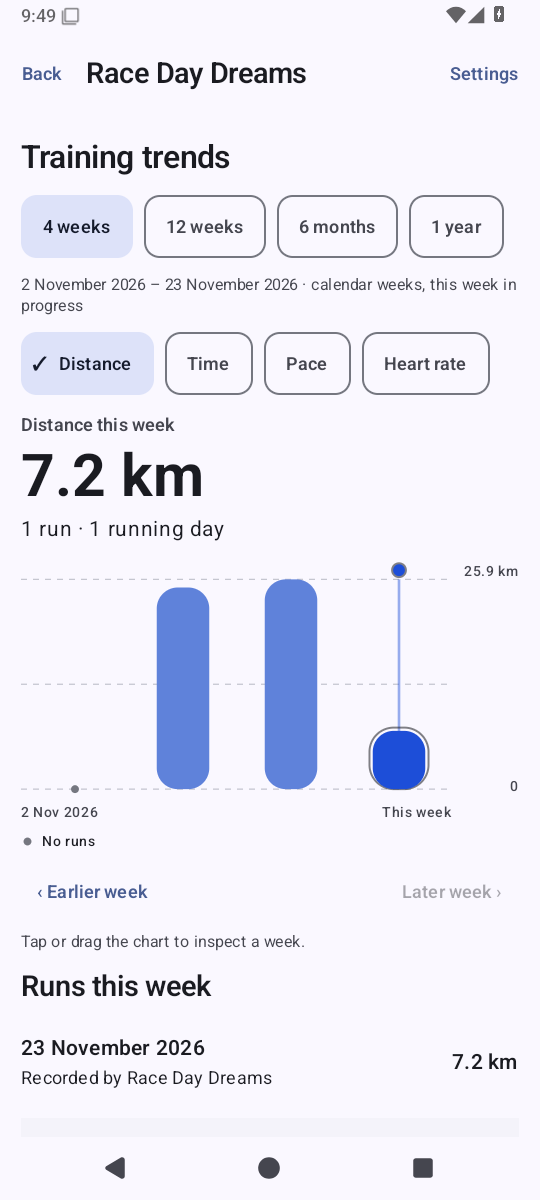 9:49
Back Race Day Dreams Settings
Training trends
4 weeks 12 weeks 6 months 1 year
2 November 2026 – 23 November 2026 · calendar weeks, this week in
progress
✓ Distance Time Pace Heart rate
Distance this week
7.2 km
1 run · 1 running day
25.9 km
0
2 Nov 2026 This week
No runs
‹ Earlier week Later week ›
Tap or drag the chart to inspect a week.
Runs this week
23 November 2026
Recorded by Race Day Dreams
7.2 km